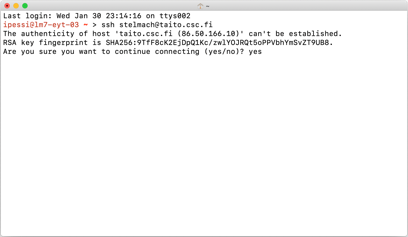 ~
Last login: Wed Jan 30 23:14:16 on ttys002
ipessi@lm7-eyt-03 ~ > ssh stelmach@taito.csc.fi
The authenticity of host 'taito.csc.fi (86.50.166.10)' can't be established.
RSA key fingerprint is SHA256:9TfF8cK2EjDpQ1Kc/zwlYOJRQt5oPPVbhYmSvZT9UB8.
Are you sure you want to continue connecting (yes/no)? yes